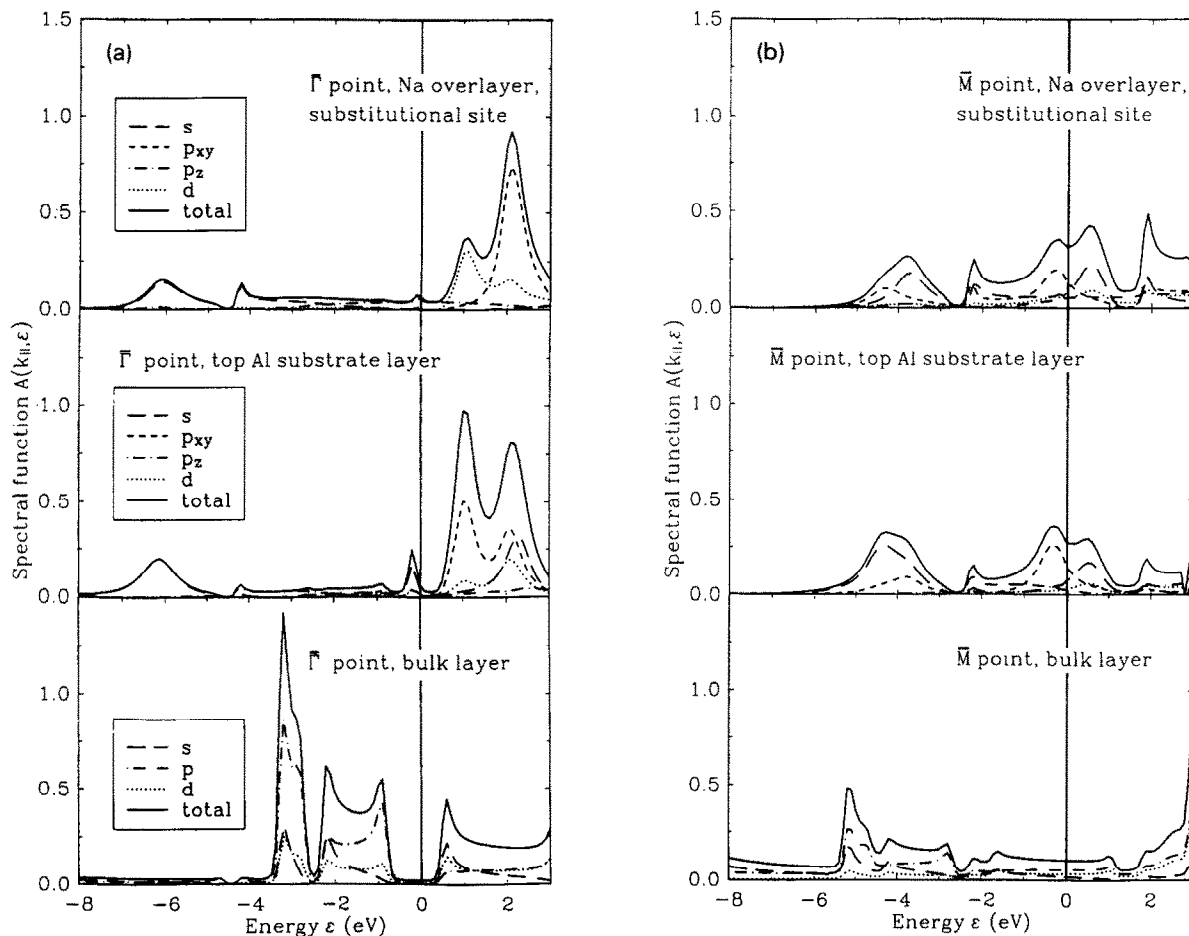 (a)
Γ̄ point, Na overlayer,
substitutional site
s
pxy
pz
d
total
1.5
1.0
0.5
0.0
Γ̄ point, top Al substrate layer
s
pxy
pz
d
total
1.0
0.5
0.0
Γ̄ point, bulk layer
s
p
d
total
1.0
0.5
0.0
Spectral function A(k||,ε)
−8 −6 −4 −2 0 2
Energy ε (eV)
(b)
M̄ point, Na overlayer,
substitutional site
1.5
1.0
0.5
0.0
M̄ point, top Al substrate layer
1.0
0.5
0.0
M̄ point, bulk layer
1.0
0.5
0.0
Spectral function A(k||,ε)
−8 −6 −4 −2 0 2
Energy ε (eV)